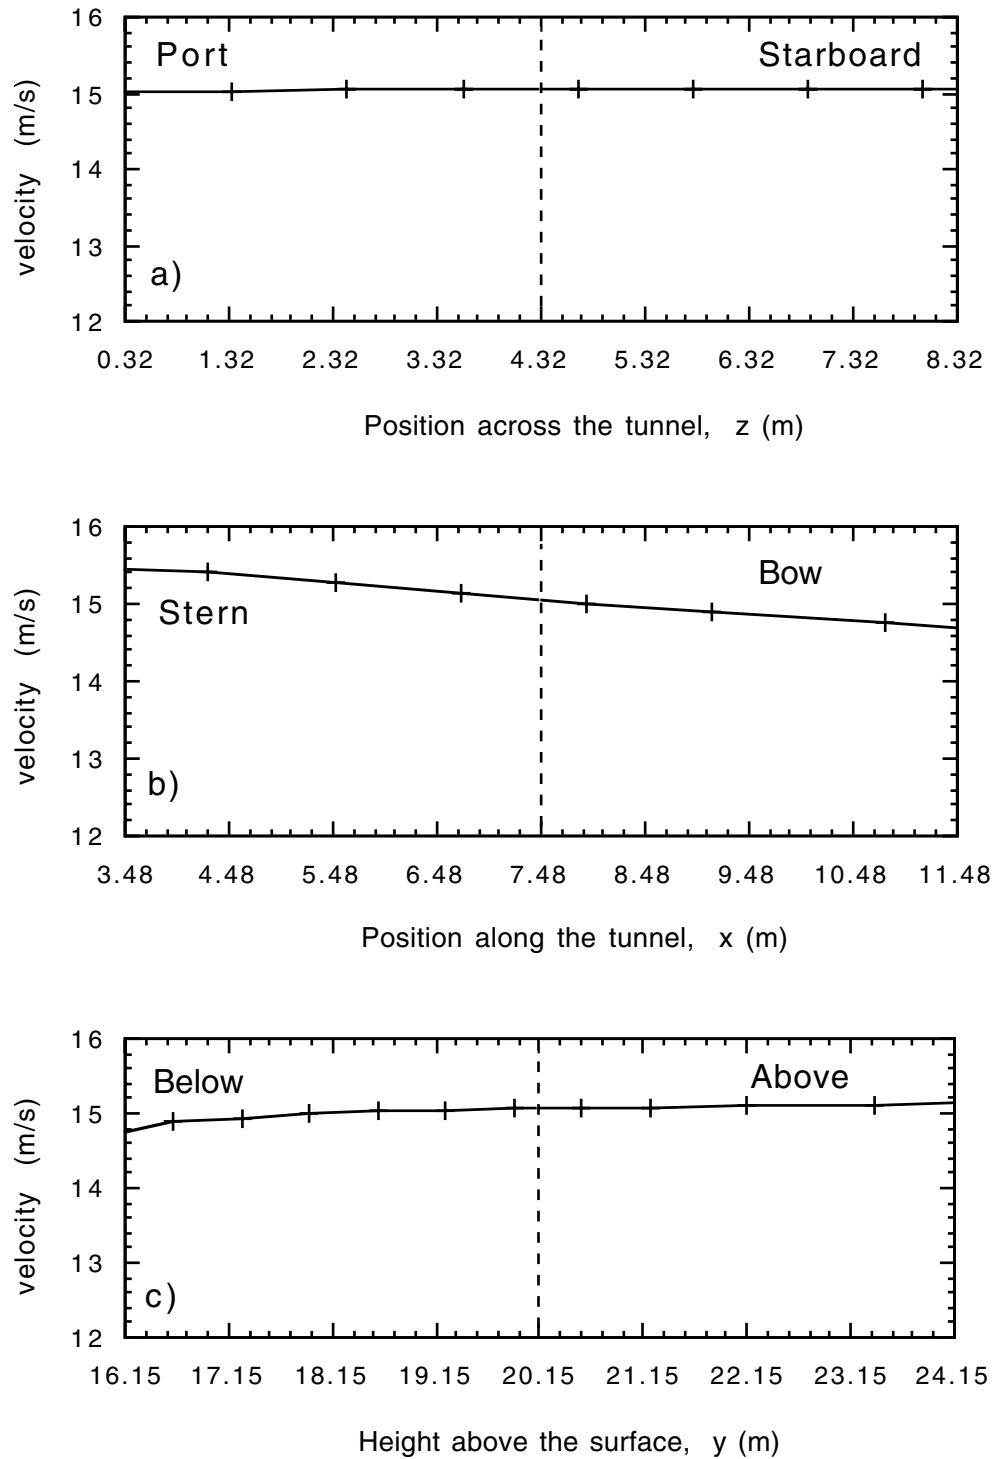 16
Port Starboard
15
14
13
a)
12
velocity (m/s)
0.32 1.32 2.32 3.32 4.32 5.32 6.32 7.32 8.32
Position across the tunnel, z (m)
16
Bow
15
Stern
14
13
b)
12
velocity (m/s)
3.48 4.48 5.48 6.48 7.48 8.48 9.48 10.48 11.48
Position along the tunnel, x (m)
16
Below Above
15
14
13
c)
12
velocity (m/s)
16.15 17.15 18.15 19.15 20.15 21.15 22.15 23.15 24.15
Height above the surface, y (m)